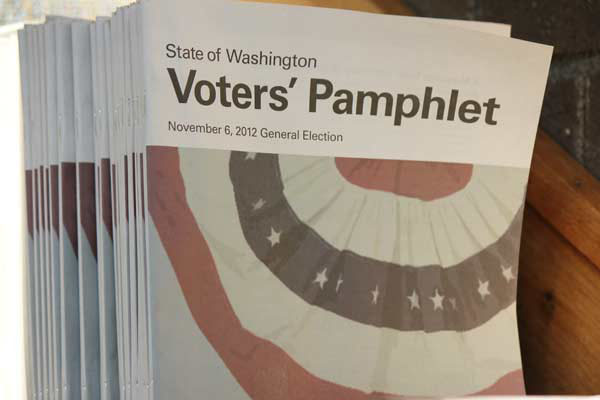 State of Washington
Voters' Pamphlet
November 6, 2012 General Election